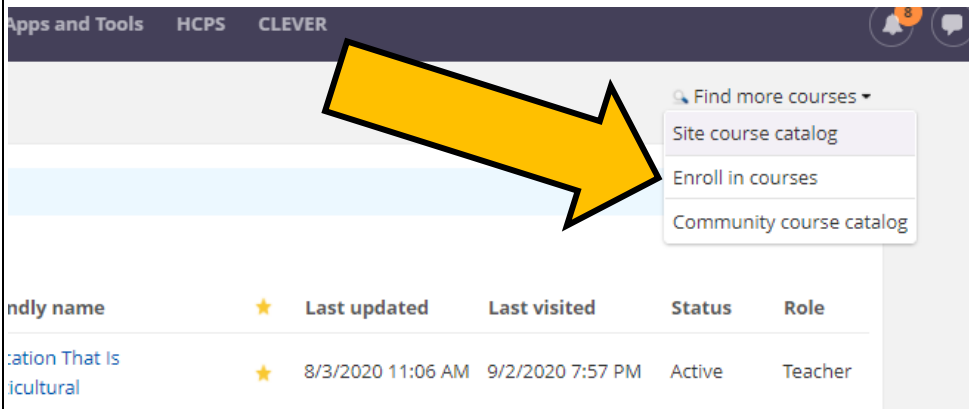 Apps and Tools HCPS CLEVER 8
Find more courses
Site course catalog
Enroll in courses
Community course catalog
ndly name Last updated Last visited Status Role
cation That Is
icultural 8/3/2020 11:06 AM 9/2/2020 7:57 PM Active Teacher